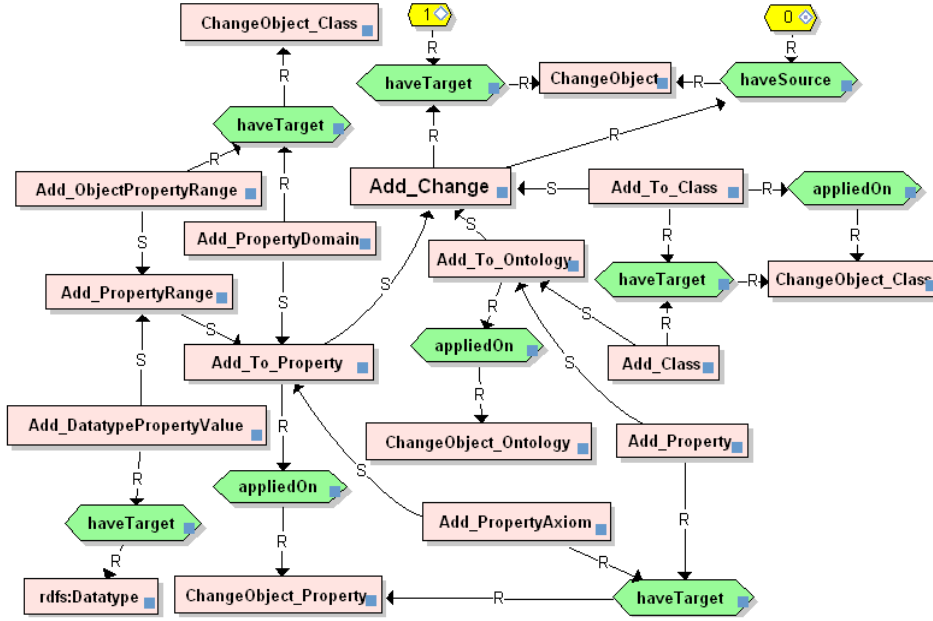 ChangeObject_Class
1
0
R
R
R
haveTarget
R
ChangeObject
R
haveSource
haveTarget
R
R
R
R
Add_ObjectPropertyRange
Add_Change
S
Add_To_Class
R
appliedOn
S
Add_PropertyDomain
S
R
R
Add_To_Ontology
haveTarget
R
ChangeObject_Class
Add_PropertyRange
S
S
R
S
R
S
appliedOn
Add_To_Property
Add_Class
S
S
R
R
Add_DatatypePropertyValue
ChangeObject_Ontology
Add_Property
R
S
appliedOn
haveTarget
Add_PropertyAxiom
R
R
R
R
rdfs:Datatype
ChangeObject_Property
R
haveTarget